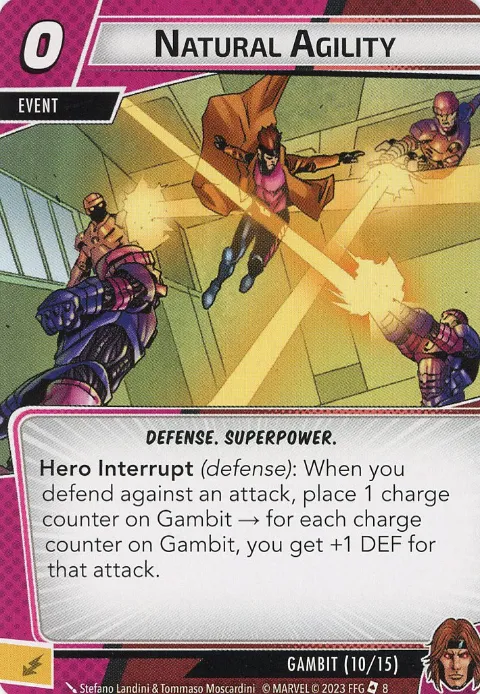 0
NATURAL AGILITY
EVENT
DEFENSE. SUPERPOWER.
Hero Interrupt (defense): When you
defend against an attack, place 1 charge
counter on Gambit → for each charge
counter on Gambit, you get +1 DEF for
that attack.
GAMBIT (10/15)
Stefano Landini & Tommaso Moscardini © MARVEL © 2023 FFG 8